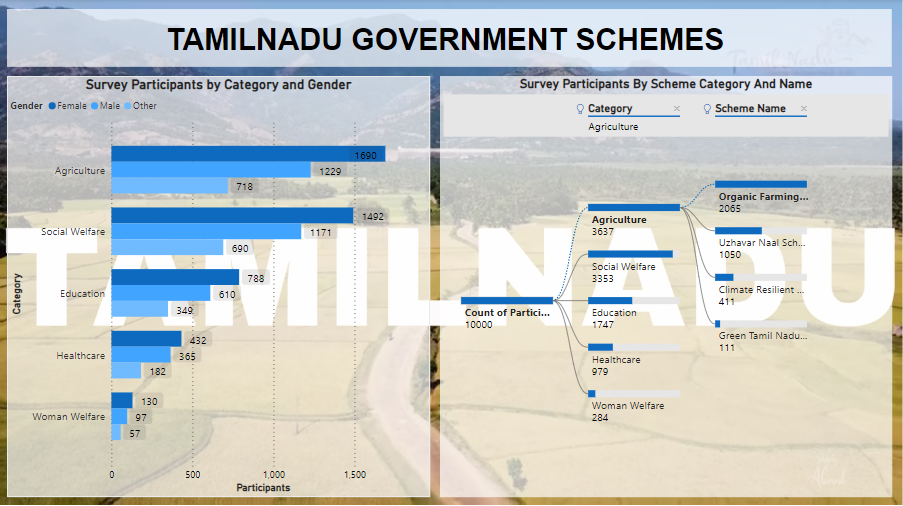 TAMILNADU GOVERNMENT SCHEMES
Tamil Nadu
Survey Participants by Category and Gender
Gender Female Male Other
Category
Agriculture
1690
1229
718
Social Welfare
1492
1171
690
Education
788
610
349
Healthcare
432
365
182
Woman Welfare
130
97
57
0 500 1,000 1,500
Participants
Survey Participants By Scheme Category And Name
Category Scheme Name
Agriculture
Count of Partici...
10000
Agriculture
3637
Social Welfare
3353
Education
1747
Healthcare
979
Woman Welfare
284
Organic Farming...
2065
Uzhavar Naal Sch...
1050
Climate Resilient ...
411
Green Tamil Nadu...
111
TAMILNADU